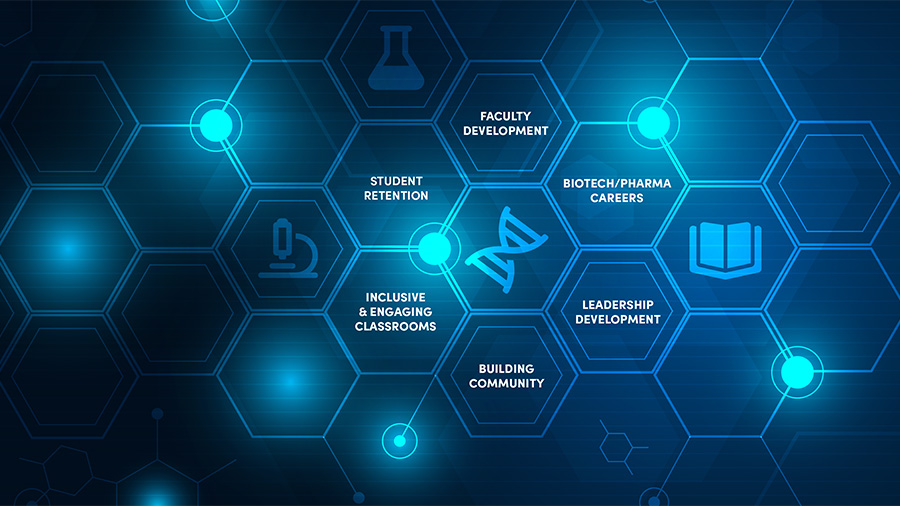 FACULTY
DEVELOPMENT
STUDENT
RETENTION
BIOTECH/PHARMA
CAREERS
INCLUSIVE
& ENGAGING
CLASSROOMS
LEADERSHIP
DEVELOPMENT
BUILDING
COMMUNITY